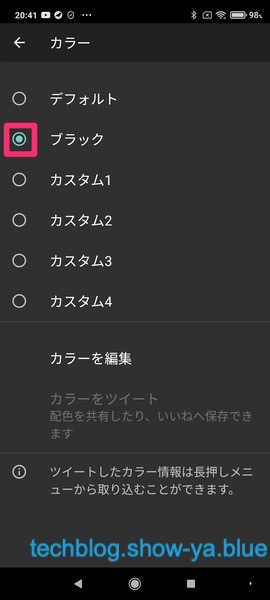 20:41 98%
カラー
デフォルト
ブラック
カスタム1
カスタム2
カスタム3
カスタム4
カラーを編集
カラーをツイート
配色を共有したり、いいねへ保存でき
ます
ツイートしたカラー情報は長押しメニ
ューから取り込むことができます。
techblog.show-ya.blue